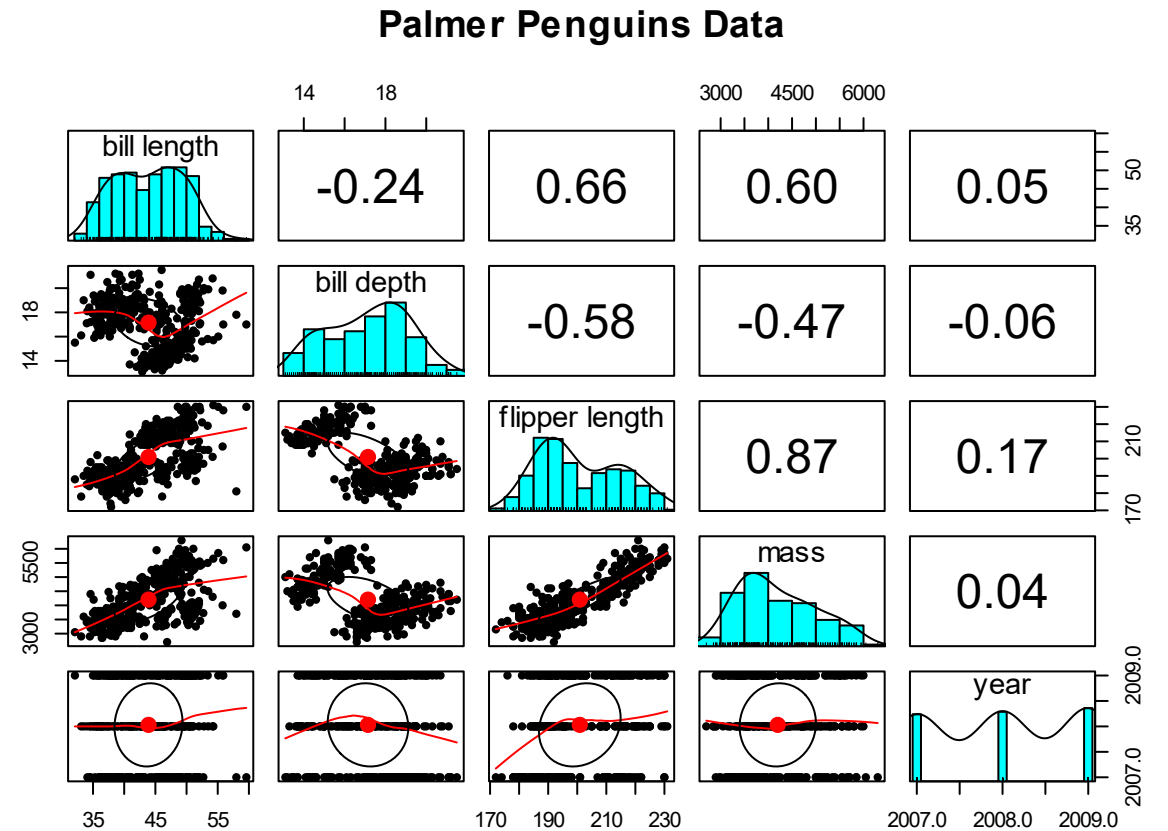 Palmer Penguins Data
14 18 3000 4500 6000
bill length
-0.24 0.66 0.60 0.05
35 50
bill depth
-0.58 -0.47 -0.06
14 18
flipper length
0.87 0.17
170 210
mass
0.04
3000 5500
year
2007.0 2009.0
35 45 55 170 190 210 230 2007.0 2008.0 2009.0